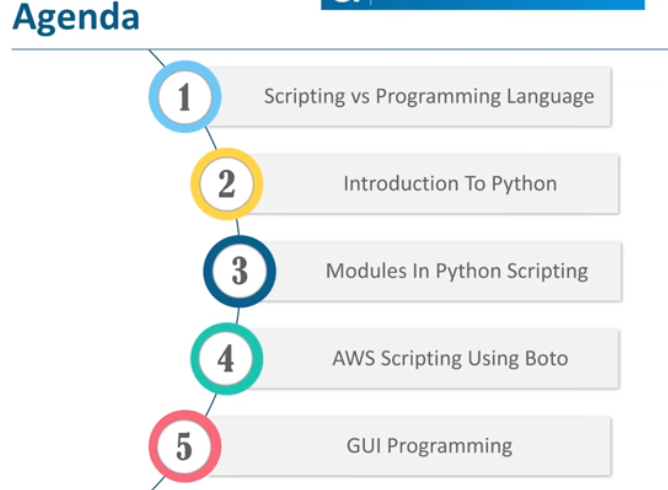 Agenda
1
Scripting vs Programming Language
2
Introduction To Python
3
Modules In Python Scripting
4
AWS Scripting Using Boto
5
GUI Programming